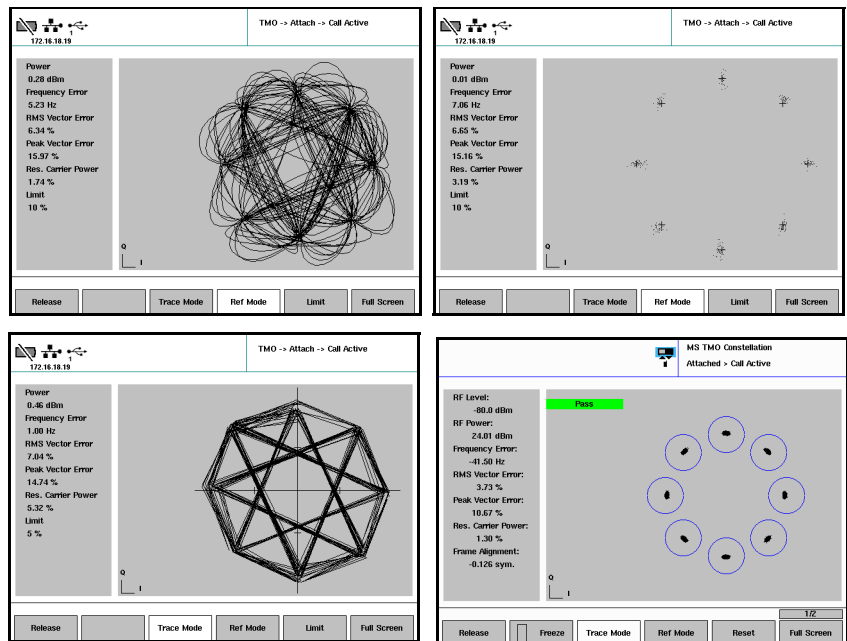 1
172.16.18.19
TMO -> Attach -> Call Active
Power
0.28 dBm
Frequency Error
5.23 Hz
RMS Vector Error
6.34 %
Peak Vector Error
15.97 %
Res. Carrier Power
1.74 %
Limit
10 %
Q
I
Release
Trace Mode
Ref Mode
Limit
Full Screen
1
172.16.18.19
TMO -> Attach -> Call Active
Power
0.01 dBm
Frequency Error
7.06 Hz
RMS Vector Error
6.65 %
Peak Vector Error
15.16 %
Res. Carrier Power
3.19 %
Limit
10 %
Q
I
Release
Trace Mode
Ref Mode
Limit
Full Screen
1
172.16.18.19
TMO -> Attach -> Call Active
Power
0.46 dBm
Frequency Error
1.00 Hz
RMS Vector Error
7.04 %
Peak Vector Error
14.74 %
Res. Carrier Power
5.32 %
Limit
5 %
Q
I
Release
Trace Mode
Ref Mode
Limit
Full Screen
MS TMO Constellation
Attached > Call Active
RF Level:
-80.0 dBm
RF Power:
24.01 dBm
Frequency Error:
-41.50 Hz
RMS Vector Error:
3.73 %
Peak Vector Error:
10.67 %
Res. Carrier Power:
1.30 %
Frame Alignment:
-0.126 sym.
Pass
Q
I
1/2
Release
Freeze
Trace Mode
Ref Mode
Reset
Full Screen